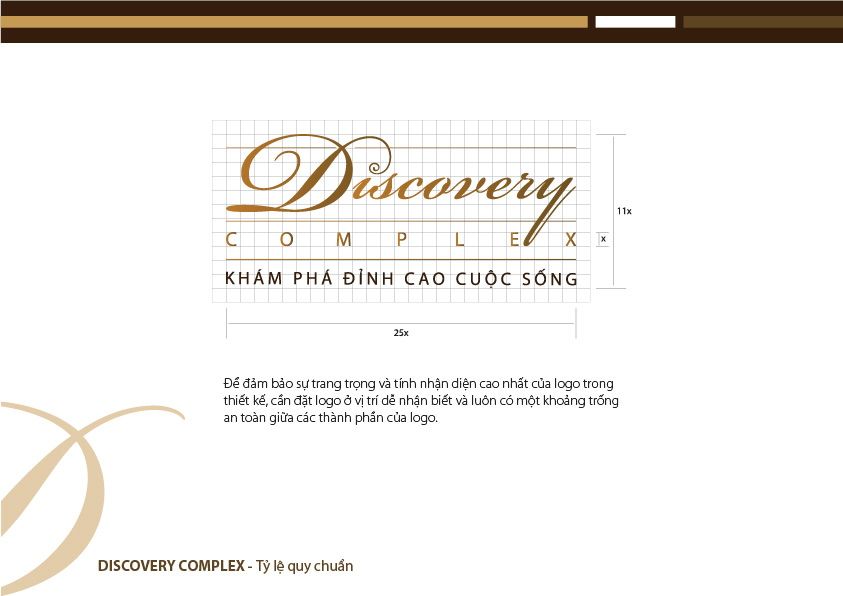 Discovery
COMPLEX
KHÁM PHÁ ĐỈNH CAO CUỘC SỐNG
11x
x
25x
Để đảm bảo sự trang trọng và tính nhận diện cao nhất của logo trong
thiết kế, cần đặt logo ở vị trí dễ nhận biết và luôn có một khoảng trống
an toàn giữa các thành phần của logo.
DISCOVERY COMPLEX - Tỷ lệ quy chuẩn